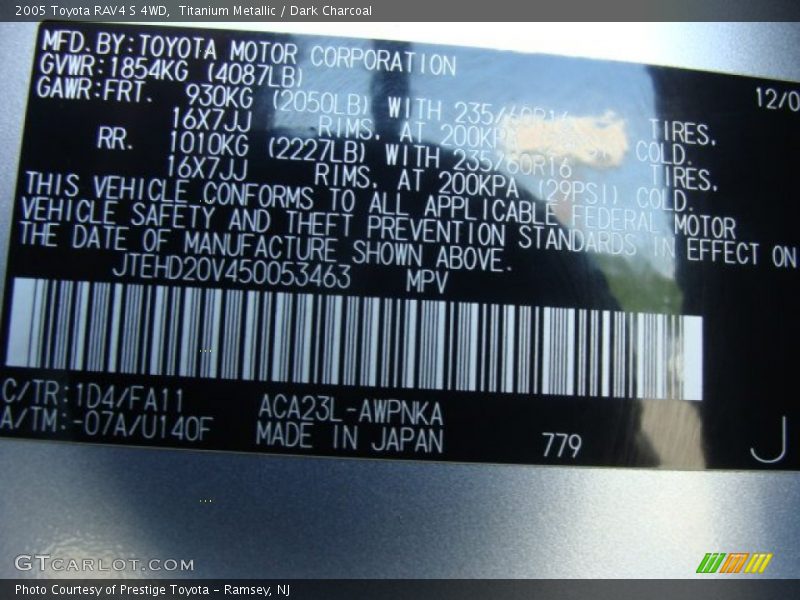 2005 Toyota RAV4 S 4WD, Titanium Metallic / Dark Charcoal
MFD.BY:TOYOTA MOTOR CORPORATION
12/0
GVWR:1854KG (4087LB)
GAWR:FRT. 930KG (2050LB) WITH 235/60R16 TIRES,
16X7JJ RIMS, AT 200KPA COLD.
RR. 1010KG (2227LB) WITH 235/60R16 TIRES,
16X7JJ RIMS, AT 200KPA (29PSI) COLD.
THIS VEHICLE CONFORMS TO ALL APPLICABLE FEDERAL MOTOR
VEHICLE SAFETY AND THEFT PREVENTION STANDARDS IN EFFECT ON
THE DATE OF MANUFACTURE SHOWN ABOVE.
JTEHD20V450053463 MPV
C/TR:1D4/FA11 ACA23L-AWPNKA
A/TM:-07A/U140F MADE IN JAPAN 779
J
GTCARLOT.COM
Photo Courtesy of Prestige Toyota - Ramsey, NJ